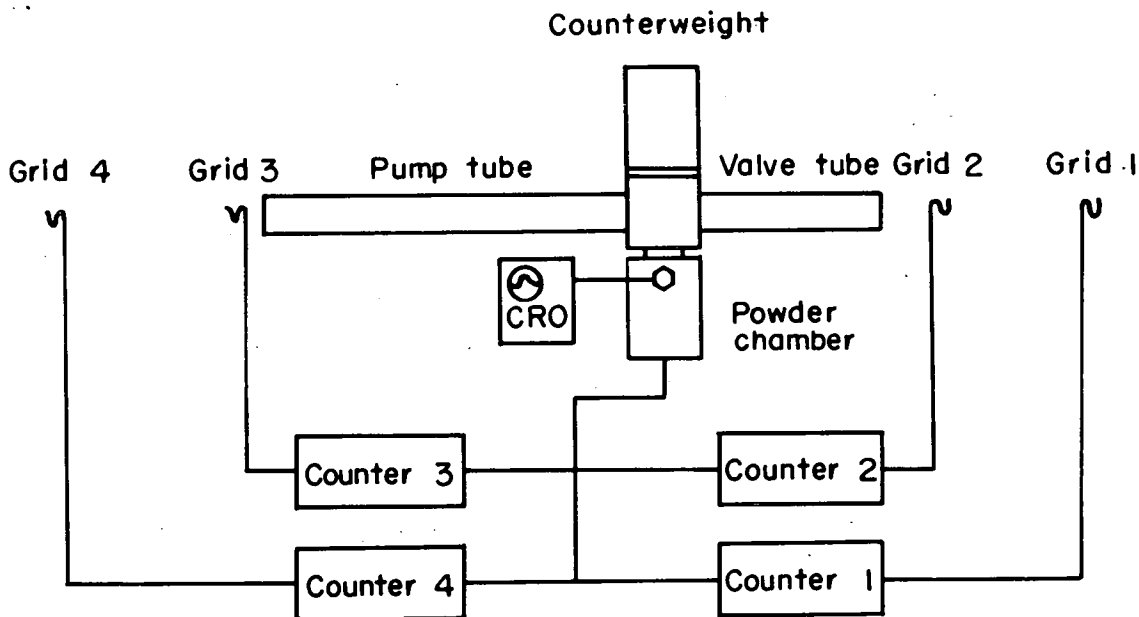 Counterweight
Grid 4
Grid 3
Pump tube
Valve tube
Grid 2
Grid 1
CRO
Powder
chamber
Counter 3
Counter 2
Counter 4
Counter 1